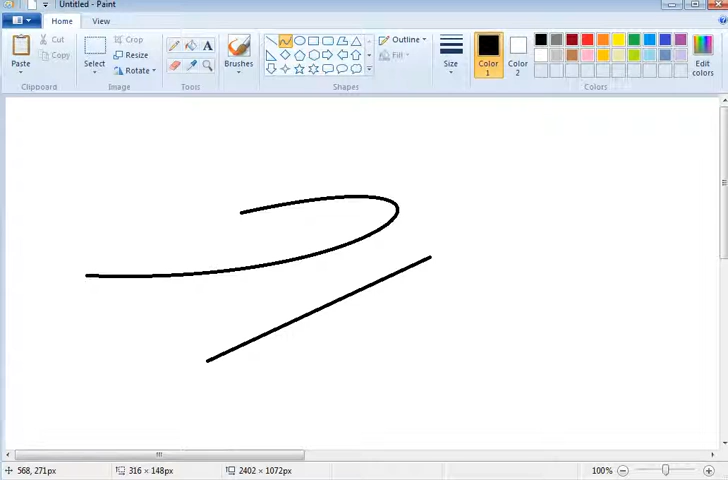 Untitled - Paint
Home View
Paste
Cut
Copy
Clipboard
Select
Crop
Resize
Rotate
Image
A
Tools
Brushes
Outline
Fill
Shapes
Size
Color 1
Color 2
Colors
Edit colors
568, 271px
316 × 148px
2402 × 1072px
100%